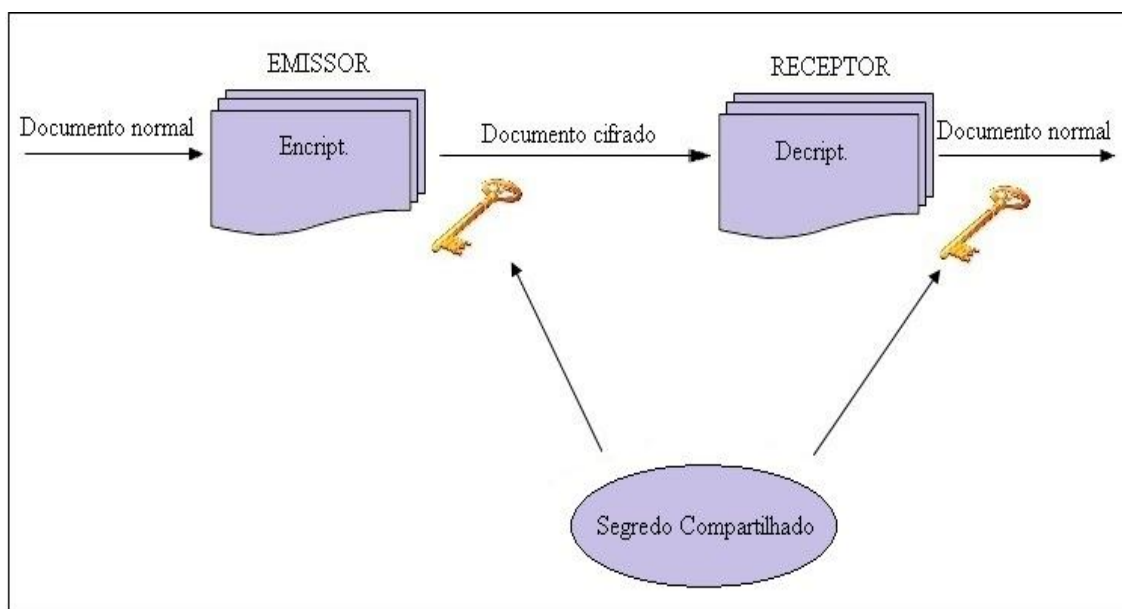 EMISSOR
RECEPTOR
Documento normal
Encript.
Documento cifrado
Decript.
Documento normal
Segredo Compartilhado